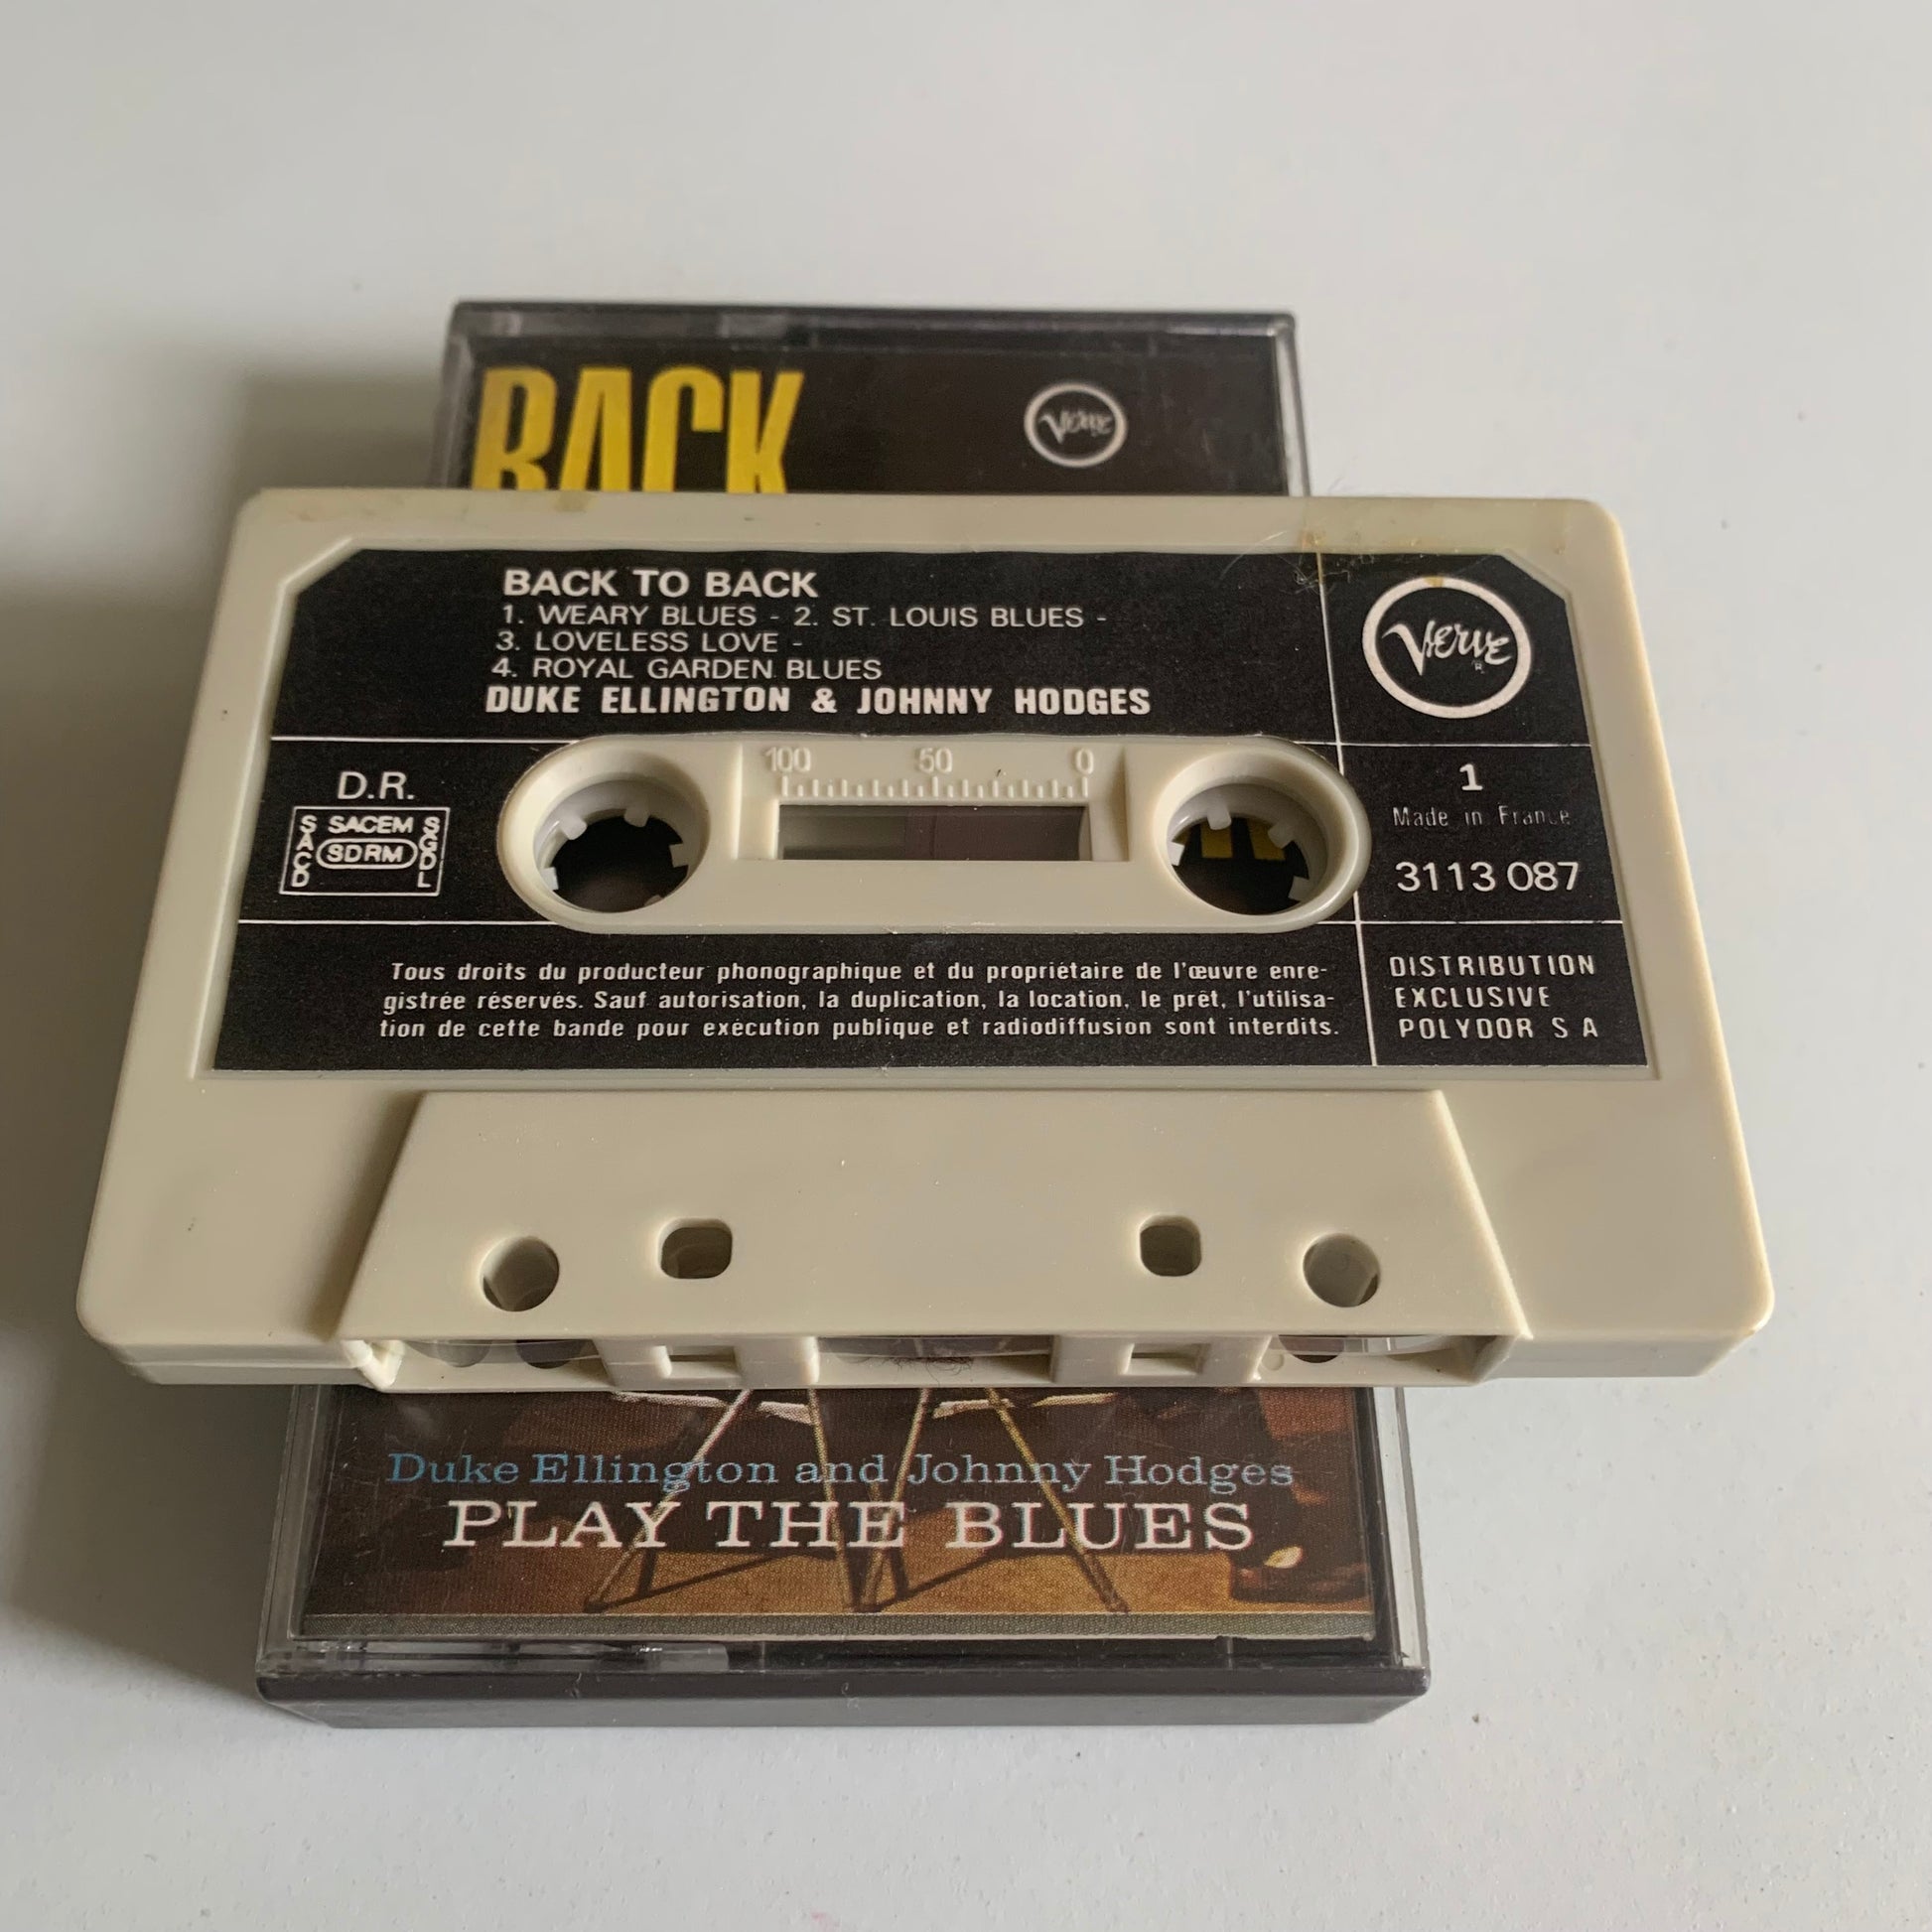 BACK
Verve
BACK TO BACK
1. WEARY BLUES - 2. ST. LOUIS BLUES -
3. LOVELESS LOVE -
4. ROYAL GARDEN BLUES
DUKE ELLINGTON & JOHNNY HODGES
Verve
R
100 50 0
D.R.
SACEM
SACD
SDRM
SGDL
1
Made in France
3113 087
Tous droits du producteur phonographique et du propriétaire de l'œuvre enre-
gistrée réservés. Sauf autorisation, la duplication, la location, le prêt, l'utilisa-
tion de cette bande pour exécution publique et radiodiffusion sont interdits.
DISTRIBUTION
EXCLUSIVE
POLYDOR S A
Duke Ellington and Johnny Hodges
PLAY THE BLUES